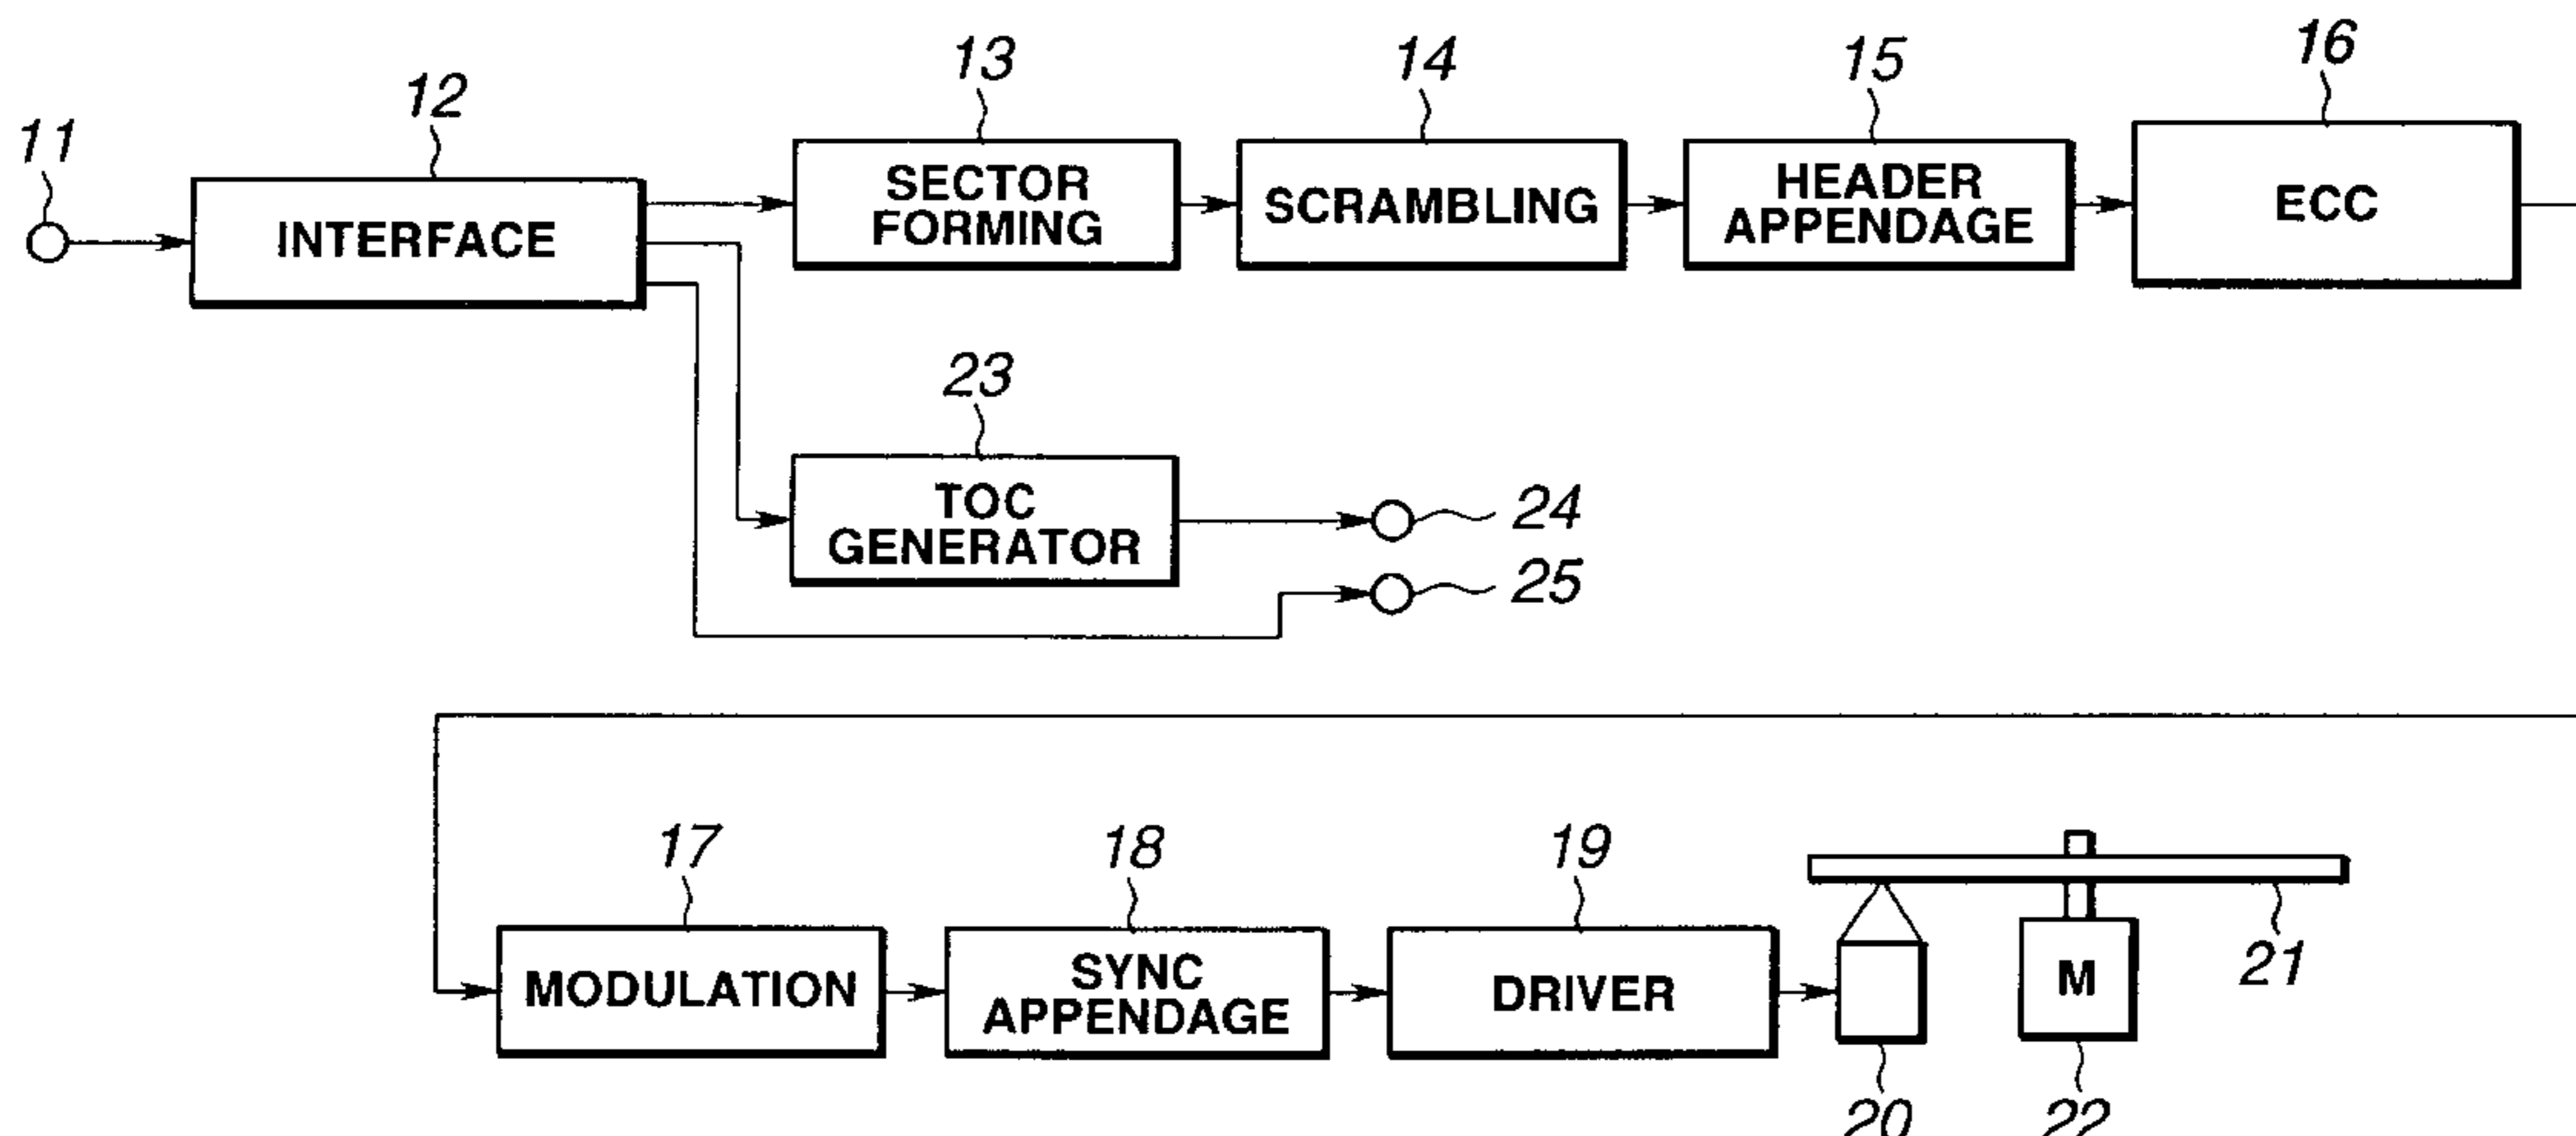 11
12
13
14
15
16
INTERFACE
SECTOR
FORMING
SCRAMBLING
HEADER
APPENDAGE
ECC
23
TOC
GENERATOR
24
25
17
18
19
MODULATION
SYNC
APPENDAGE
DRIVER
M
21
20
22